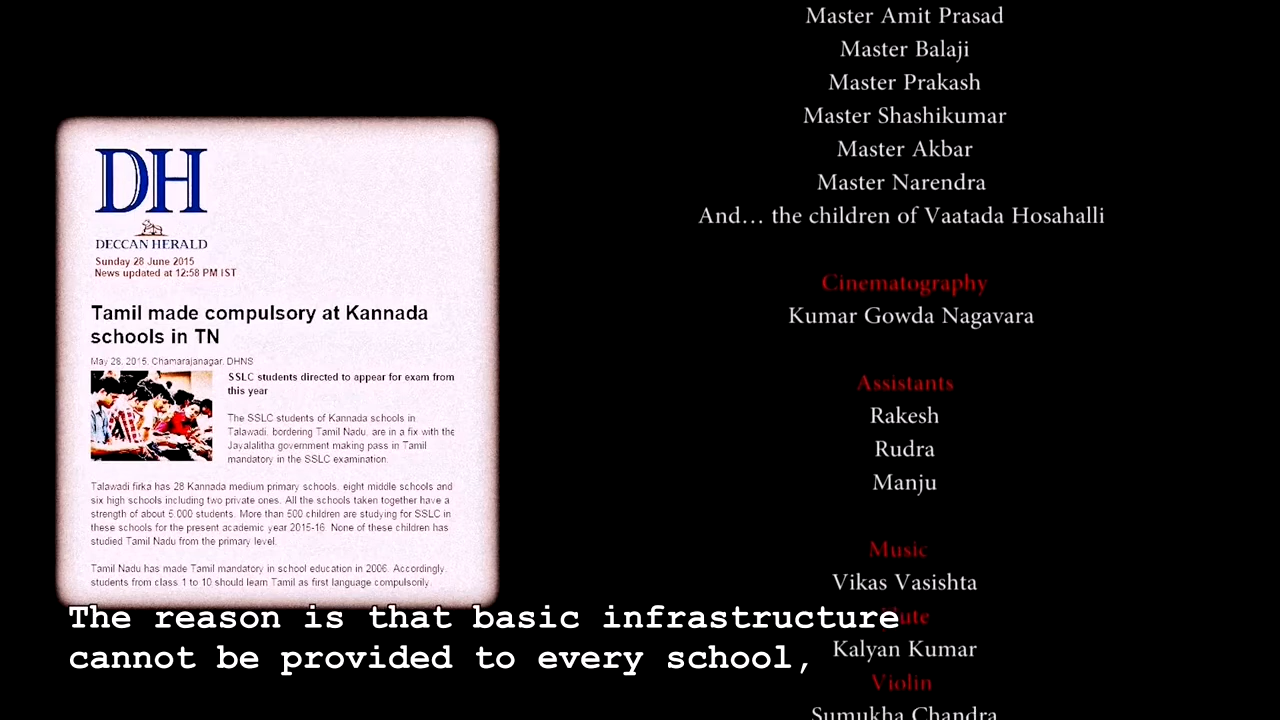 DH
DECCAN HERALD
Sunday 28 June 2015
News updated at 12:58 PM IST
Tamil made compulsory at Kannada
schools in TN
May 28, 2015, Chamarajanagar, DHNS
SSLC students directed to appear for exam from
this year
The SSLC students of Kannada schools in
Talawadi, bordering Tamil Nadu, are in a fix with the
Jayalalitha government making pass in Tamil
mandatory in the SSLC examination.
Talawadi firka has 28 Kannada medium primary schools, eight middle schools and
six high schools including two private ones. All the schools taken together have a
strength of about 5,000 students. More than 500 children are studying for SSLC in
these schools for the present academic year 2015-16. None of these children has
studied Tamil Nadu from the primary level.
Tamil Nadu has made Tamil mandatory in school education in 2006. Accordingly,
students from class 1 to 10 should learn Tamil as first language compulsorily.
Master Amit Prasad
Master Balaji
Master Prakash
Master Shashikumar
Master Akbar
Master Narendra
And... the children of Vaatada Hosahalli
Cinematography
Kumar Gowda Nagavara
Assistants
Rakesh
Rudra
Manju
Music
Vikas Vasishta
Kalyan Kumar
Violin
Sumukha Chandra
The reason is that basic infrastructure
cannot be provided to every school,